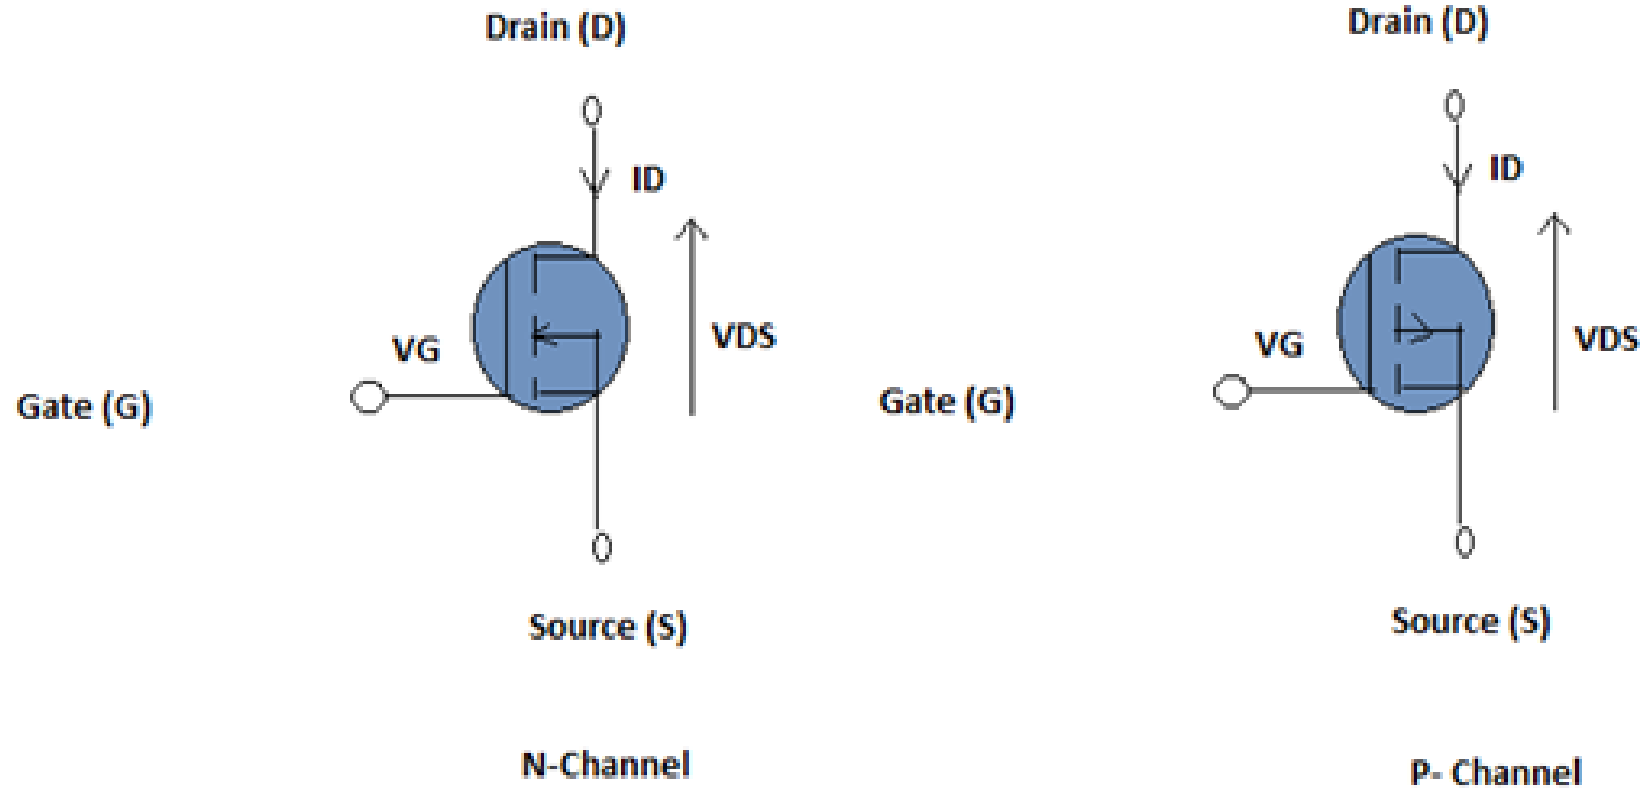 Drain (D)
ID
VDS
VG
Gate (G)
Source (S)
N-Channel
Drain (D)
ID
VDS
VG
Gate (G)
Source (S)
P- Channel